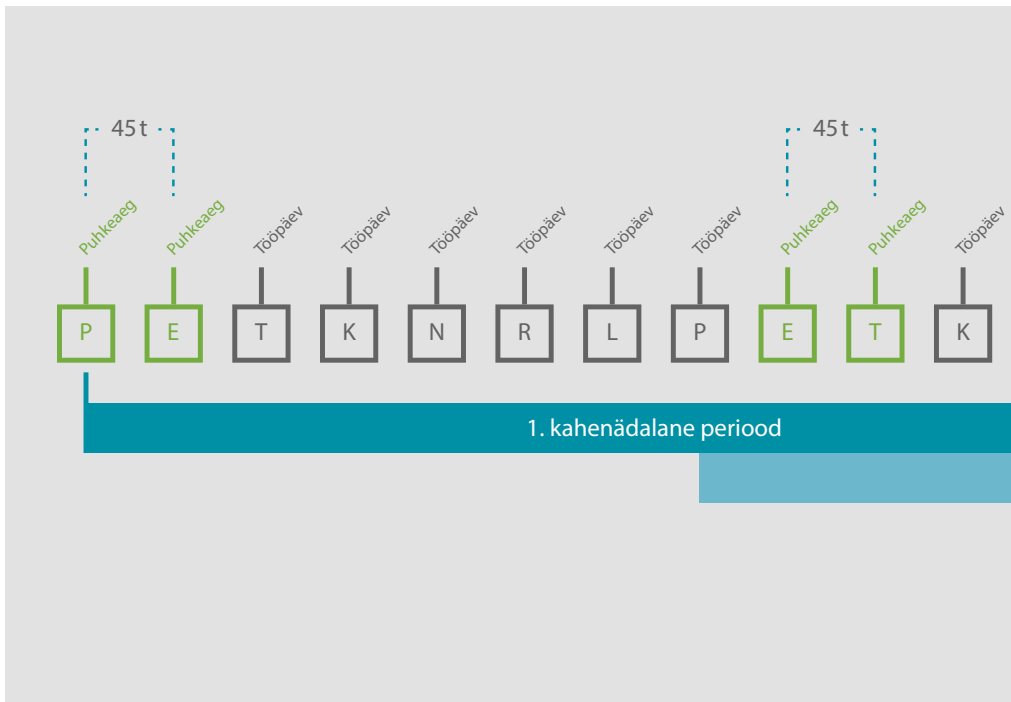 45 t 45 t
Puhkeaeg Puhkeaeg Tööpäev Tööpäev Tööpäev Tööpäev Tööpäev Tööpäev Puhkeaeg Puhkeaeg Tööpäev
P E T K N R L P E T K
1. kahenädalane periood